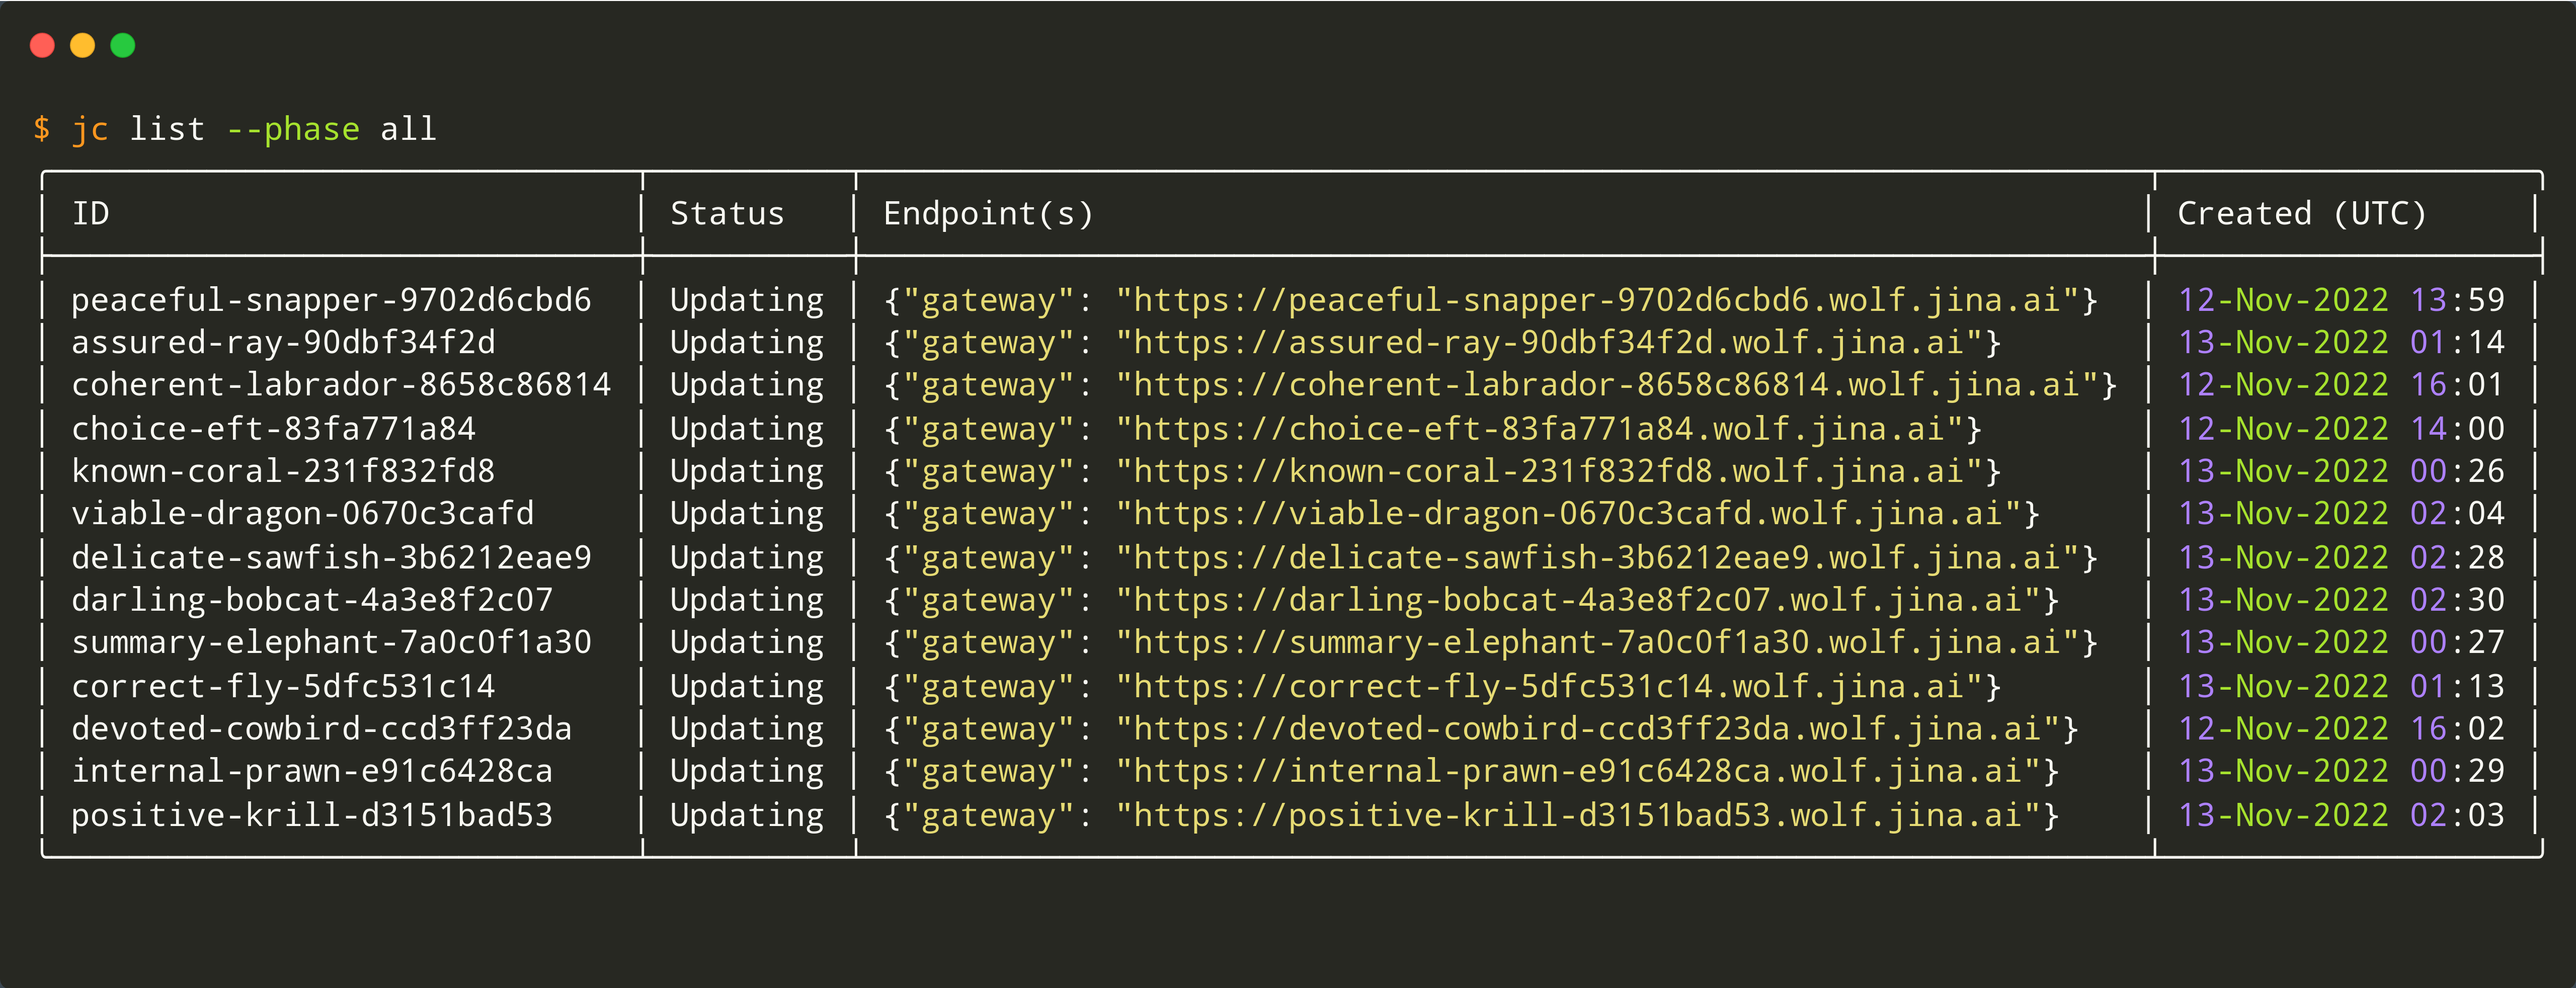 $ jc list --phase all
ID Status Endpoint(s) Created (UTC)
peaceful-snapper-9702d6cbd6 Updating {"gateway": "https://peaceful-snapper-9702d6cbd6.wolf.jina.ai"} 12-Nov-2022 13:59
assured-ray-90dbf34f2d Updating {"gateway": "https://assured-ray-90dbf34f2d.wolf.jina.ai"} 13-Nov-2022 01:14
coherent-labrador-8658c86814 Updating {"gateway": "https://coherent-labrador-8658c86814.wolf.jina.ai"} 12-Nov-2022 16:01
choice-eft-83fa771a84 Updating {"gateway": "https://choice-eft-83fa771a84.wolf.jina.ai"} 12-Nov-2022 14:00
known-coral-231f832fd8 Updating {"gateway": "https://known-coral-231f832fd8.wolf.jina.ai"} 13-Nov-2022 00:26
viable-dragon-0670c3cafd Updating {"gateway": "https://viable-dragon-0670c3cafd.wolf.jina.ai"} 13-Nov-2022 02:04
delicate-sawfish-3b6212eae9 Updating {"gateway": "https://delicate-sawfish-3b6212eae9.wolf.jina.ai"} 13-Nov-2022 02:28
darling-bobcat-4a3e8f2c07 Updating {"gateway": "https://darling-bobcat-4a3e8f2c07.wolf.jina.ai"} 13-Nov-2022 02:30
summary-elephant-7a0c0f1a30 Updating {"gateway": "https://summary-elephant-7a0c0f1a30.wolf.jina.ai"} 13-Nov-2022 00:27
correct-fly-5dfc531c14 Updating {"gateway": "https://correct-fly-5dfc531c14.wolf.jina.ai"} 13-Nov-2022 01:13
devoted-cowbird-ccd3ff23da Updating {"gateway": "https://devoted-cowbird-ccd3ff23da.wolf.jina.ai"} 12-Nov-2022 16:02
internal-prawn-e91c6428ca Updating {"gateway": "https://internal-prawn-e91c6428ca.wolf.jina.ai"} 13-Nov-2022 00:29
positive-krill-d3151bad53 Updating {"gateway": "https://positive-krill-d3151bad53.wolf.jina.ai"} 13-Nov-2022 02:03